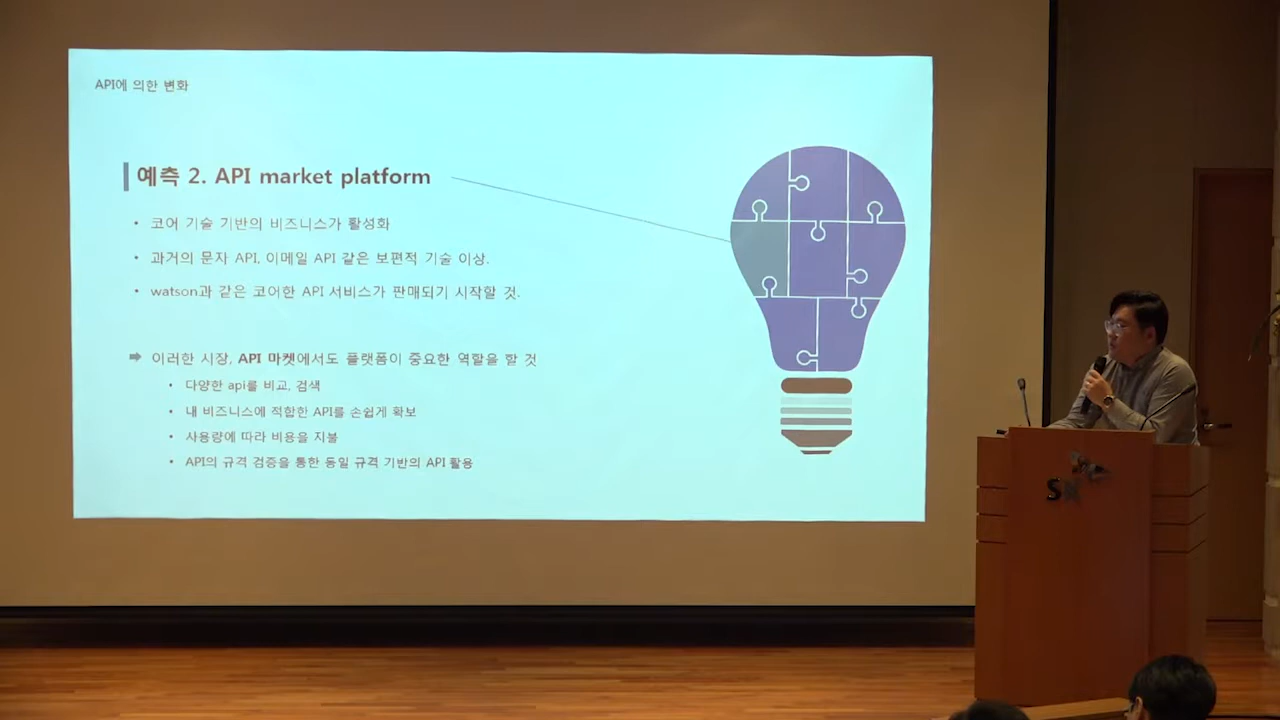 API에 의한 변화
예측 2. API market platform
• 코어 기술 기반의 비즈니스가 활성화
• 과거의 문자 API, 이메일 API 같은 보편적 기술 이상.
• watson과 같은 코어한 API 서비스가 판매되기 시작할 것.
이러한 시장, API 마켓에서도 플랫폼이 중요한 역할을 할 것
• 다양한 api를 비교, 검색
• 내 비즈니스에 적합한 API를 손쉽게 확보
• 사용량에 따라 비용을 지불
• API의 규격 검증을 통한 동일 규격 기반의 API 활용
SK